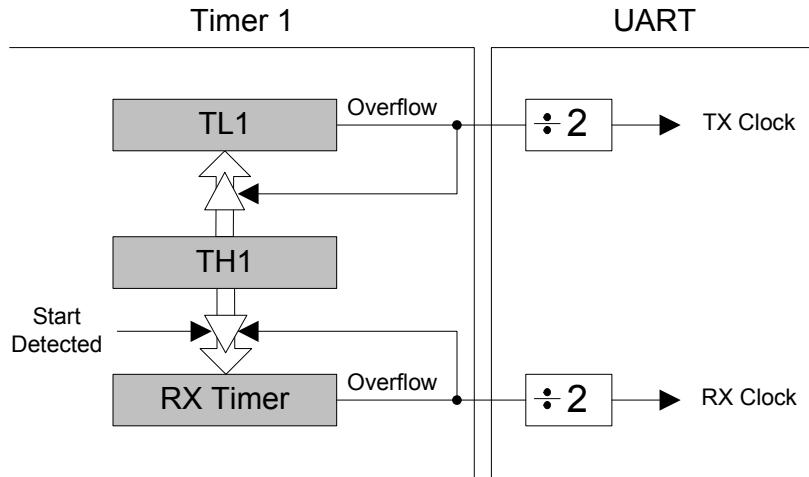 Timer 1
UART
TL1
Overflow
÷ 2
TX Clock
TH1
Start
Detected
RX Timer
Overflow
÷ 2
RX Clock